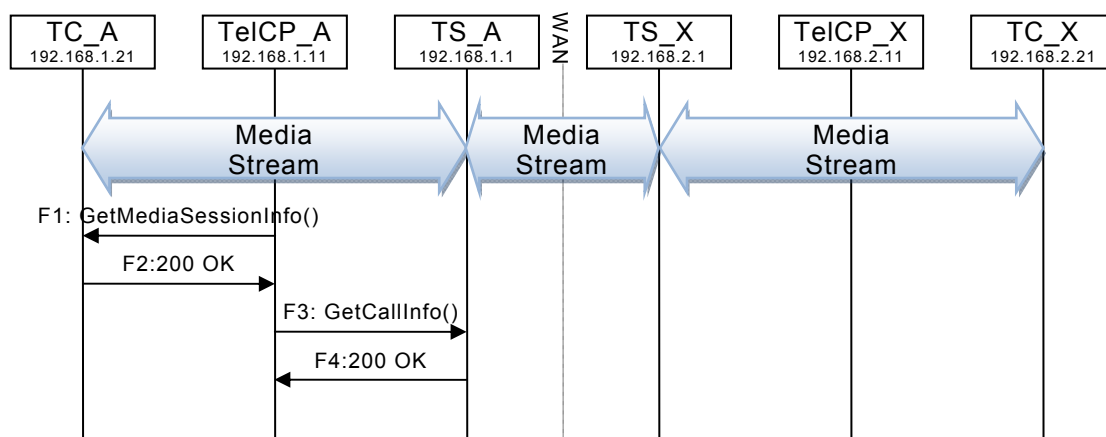 TC_A
192.168.1.21
TelCP_A
192.168.1.11
TS_A
192.168.1.1
WAN
TS_X
192.168.2.1
TelCP_X
192.168.2.11
TC_X
192.168.2.21
Media
Stream
Media
Stream
Media
Stream
F1: GetMediaSessionInfo()
F2:200 OK
F3: GetCallInfo()
F4:200 OK